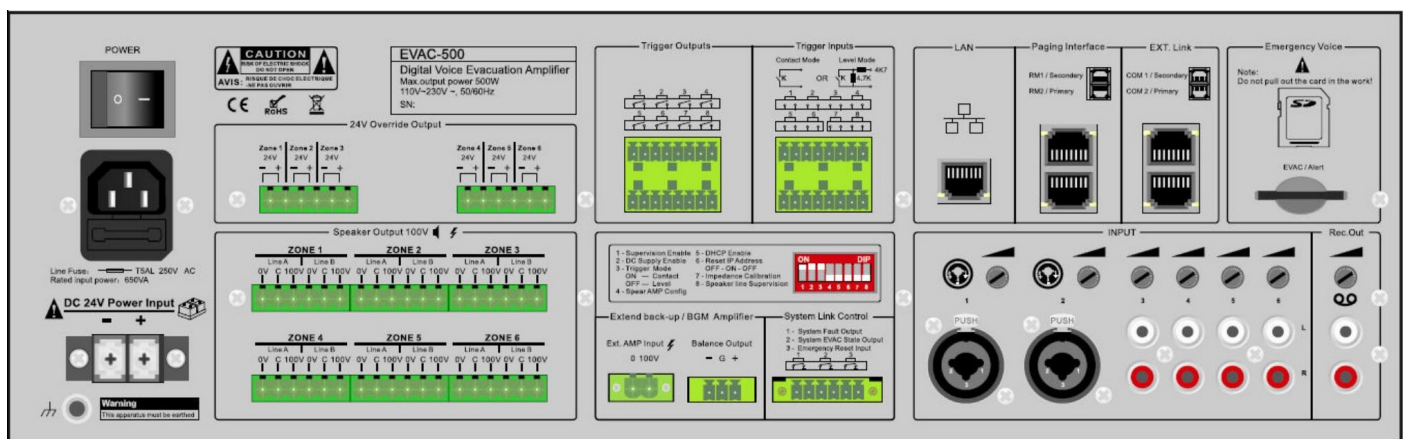 POWER
O —
Line Fuse: T5AL 250V AC
Rated input power: 650VA
DC 24V Power Input
− +
Warning
This apparatus must be earthed
CAUTION
RISK OF ELECTRIC SHOCK
DO NOT OPEN
AVIS: RISQUE DE CHOC ELECTRIQUE
-NE PAS OUVRIR
CE RoHS
EVAC-500
Digital Voice Evacuation Amplifier
Max output power 500W
110V~230V ~, 50/60Hz
SN:
24V Override Output
Zone 1 Zone 2 Zone 3 Zone 4 Zone 5 Zone 6
24V 24V 24V 24V 24V 24V
− + − + − + − + − + − +
Speaker Output 100V
ZONE 1 ZONE 2 ZONE 3
Line A Line B Line A Line B Line A Line B
0V C 100V 0V C 100V 0V C 100V 0V C 100V 0V C 100V 0V C 100V
ZONE 4 ZONE 5 ZONE 6
Line A Line B Line A Line B Line A Line B
0V C 100V 0V C 100V 0V C 100V 0V C 100V 0V C 100V 0V C 100V
Trigger Outputs
1 2 3 4
5 6 7 8
Trigger Inputs
Contact Mode Level Mode
K OR K 4K7
4.7K
1 2 3 4
5 6 7 8
1 - Supervision Enable 5 - DHCP Enable
2 - DC Supply Enable 6 - Reset IP Address
3 - Trigger Mode OFF - ON - OFF
ON — Contact 7 - Impedance Calibration
OFF — Level 8 - Speaker line Supervision
4 - Spear AMP Config
ON DIP
1 2 3 4 5 6 7 8
Extend back-up / BGM Amplifier
Ext. AMP Input Balance Output
0 100V − G +
System Link Control
1 - System Fault Output
2 - System EVAC State Output
3 - Emergency Reset Input
1 2 3
LAN
Paging Interface
RM1 / Secondary
RM2 / Primary
EXT. Link
COM 1 / Secondary
COM 2 / Primary
Emergency Voice
Note:
Do not pull out the card in the work!
SD
EVAC / Alert
INPUT
1 2 3 4 5 6
PUSH PUSH
L
R
Rec.Out